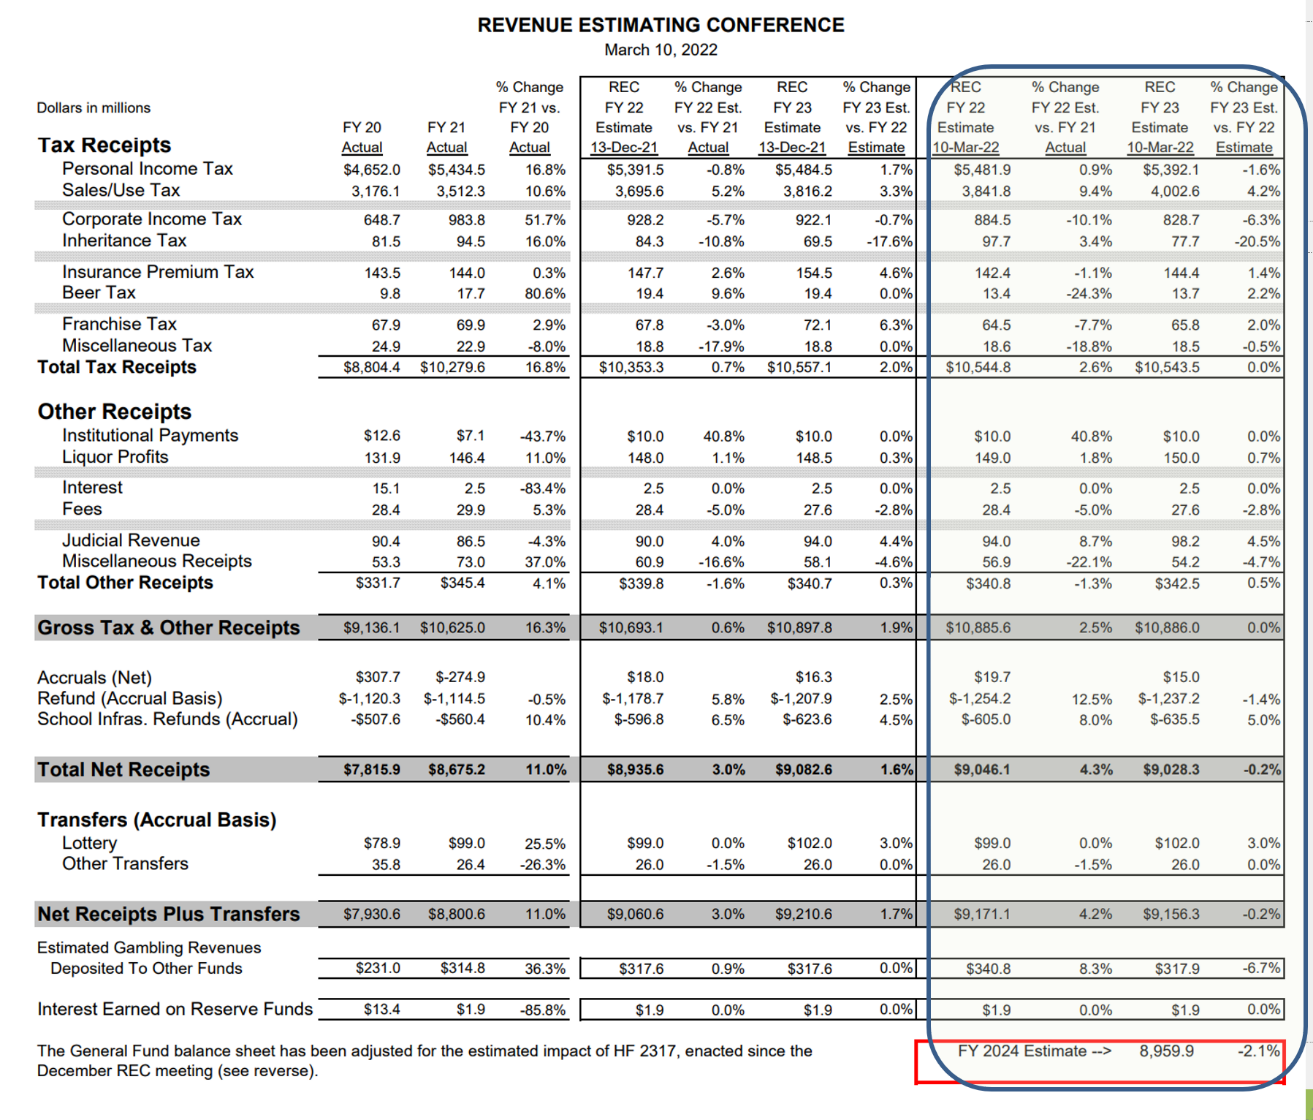 REVENUE ESTIMATING CONFERENCE
March 10, 2022
% Change REC % Change REC % Change REC % Change REC % Change
Dollars in millions FY 21 vs. FY 22 FY 22 Est. FY 23 FY 23 Est. FY 22 FY 22 Est. FY 23 FY 23 Est.
FY 20 FY 21 FY 20 Estimate vs. FY 21 Estimate vs. FY 22 Estimate vs. FY 21 Estimate vs. FY 22
Tax Receipts Actual Actual Actual 13-Dec-21 Actual 13-Dec-21 Estimate 10-Mar-22 Actual 10-Mar-22 Estimate
Personal Income Tax $4,652.0 $5,434.5 16.8% $5,391.5 -0.8% $5,484.5 1.7% $5,481.9 0.9% $5,392.1 -1.6%
Sales/Use Tax 3,176.1 3,512.3 10.6% 3,695.6 5.2% 3,816.2 3.3% 3,841.8 9.4% 4,002.6 4.2%
Corporate Income Tax 648.7 983.8 51.7% 928.2 -5.7% 922.1 -0.7% 884.5 -10.1% 828.7 -6.3%
Inheritance Tax 81.5 94.5 16.0% 84.3 -10.8% 69.5 -17.6% 97.7 3.4% 77.7 -20.5%
Insurance Premium Tax 143.5 144.0 0.3% 147.7 2.6% 154.5 4.6% 142.4 -1.1% 144.4 1.4%
Beer Tax 9.8 17.7 80.6% 19.4 9.6% 19.4 0.0% 13.4 -24.3% 13.7 2.2%
Franchise Tax 67.9 69.9 2.9% 67.8 -3.0% 72.1 6.3% 64.5 -7.7% 65.8 2.0%
Miscellaneous Tax 24.9 22.9 -8.0% 18.8 -17.9% 18.8 0.0% 18.6 -18.8% 18.5 -0.5%
Total Tax Receipts $8,804.4 $10,279.6 16.8% $10,353.3 0.7% $10,557.1 2.0% $10,544.8 2.6% $10,543.5 0.0%
Other Receipts
Institutional Payments $12.6 $7.1 -43.7% $10.0 40.8% $10.0 0.0% $10.0 40.8% $10.0 0.0%
Liquor Profits 131.9 146.4 11.0% 148.0 1.1% 148.5 0.3% 149.0 1.8% 150.0 0.7%
Interest 15.1 2.5 -83.4% 2.5 0.0% 2.5 0.0% 2.5 0.0% 2.5 0.0%
Fees 28.4 29.9 5.3% 28.4 -5.0% 27.6 -2.8% 28.4 -5.0% 27.6 -2.8%
Judicial Revenue 90.4 86.5 -4.3% 90.0 4.0% 94.0 4.4% 94.0 8.7% 98.2 4.5%
Miscellaneous Receipts 53.3 73.0 37.0% 60.9 -16.6% 58.1 -4.6% 56.9 -22.1% 54.2 -4.7%
Total Other Receipts $331.7 $345.4 4.1% $339.8 -1.6% $340.7 0.3% $340.8 -1.3% $342.5 0.5%
Gross Tax & Other Receipts $9,136.1 $10,625.0 16.3% $10,693.1 0.6% $10,897.8 1.9% $10,885.6 2.5% $10,886.0 0.0%
Accruals (Net) $307.7 $-274.9 $18.0 $16.3 $19.7 $15.0
Refund (Accrual Basis) $-1,120.3 $-1,114.5 -0.5% $-1,178.7 5.8% $-1,207.9 2.5% $-1,254.2 12.5% $-1,237.2 -1.4%
School Infras. Refunds (Accrual) -$507.6 -$560.4 10.4% $-596.8 6.5% $-623.6 4.5% $-605.0 8.0% $-635.5 5.0%
Total Net Receipts $7,815.9 $8,675.2 11.0% $8,935.6 3.0% $9,082.6 1.6% $9,046.1 4.3% $9,028.3 -0.2%
Transfers (Accrual Basis)
Lottery $78.9 $99.0 25.5% $99.0 0.0% $102.0 3.0% $99.0 0.0% $102.0 3.0%
Other Transfers 35.8 26.4 -26.3% 26.0 -1.5% 26.0 0.0% 26.0 -1.5% 26.0 0.0%
Net Receipts Plus Transfers $7,930.6 $8,800.6 11.0% $9,060.6 3.0% $9,210.6 1.7% $9,171.1 4.2% $9,156.3 -0.2%
Estimated Gambling Revenues
Deposited To Other Funds $231.0 $314.8 36.3% $317.6 0.9% $317.6 0.0% $340.8 8.3% $317.9 -6.7%
Interest Earned on Reserve Funds $13.4 $1.9 -85.8% $1.9 0.0% $1.9 0.0% $1.9 0.0% $1.9 0.0%
The General Fund balance sheet has been adjusted for the estimated impact of HF 2317, enacted since the FY 2024 Estimate --> 8,959.9 -2.1%
December REC meeting (see reverse).